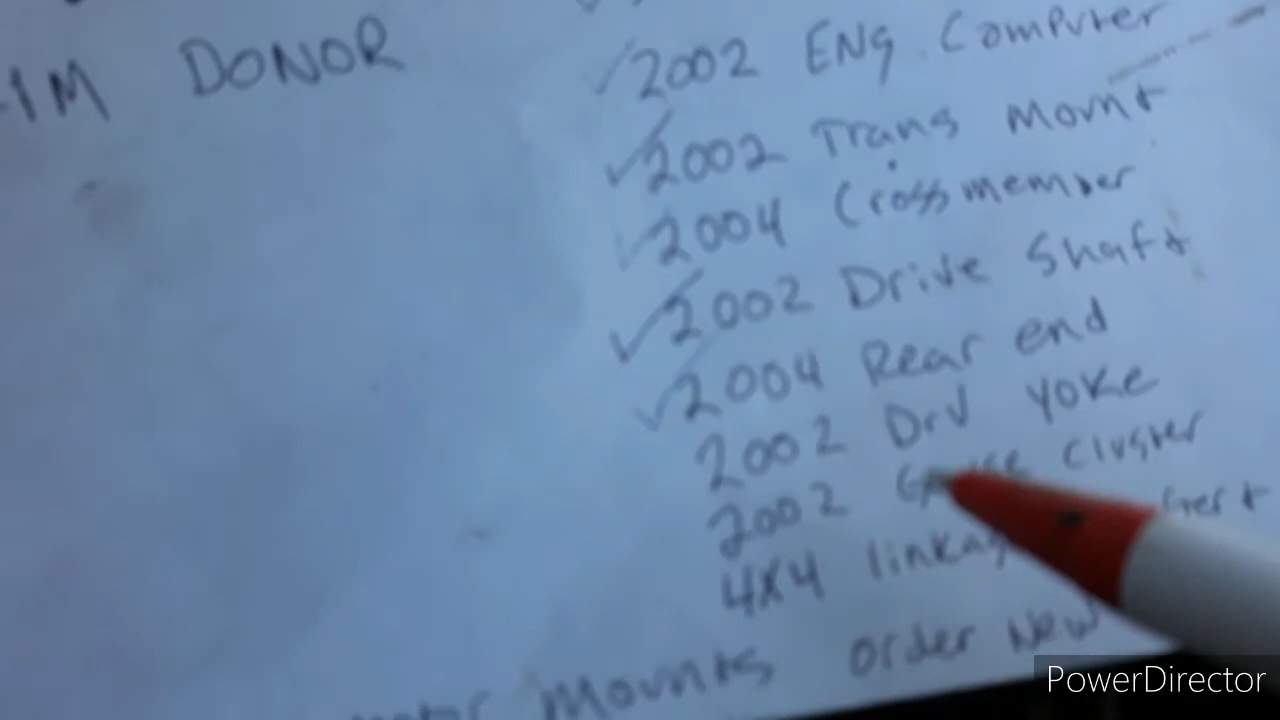 DONOR
2002 ENg. Computer
2002 Trans Mount
2004 Crossmember
2002 Drive Shaft
2004 Rear end
2002 Drv Yoke
2002 Cluster
4X4
Mounts order New
PowerDirector